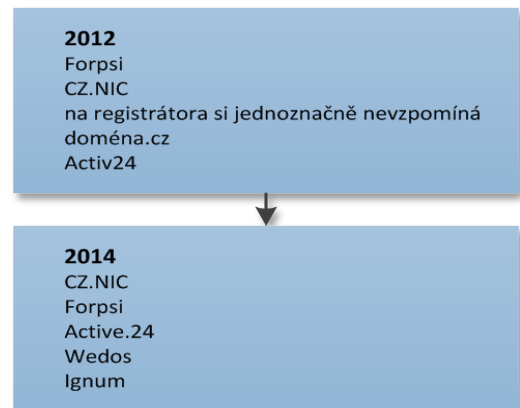 2012
Forpsi
CZ.NIC
na registrátora si jednoznačně nevzpomíná
doména.cz
Activ24
2014
CZ.NIC
Forpsi
Active.24
Wedos
Ignum